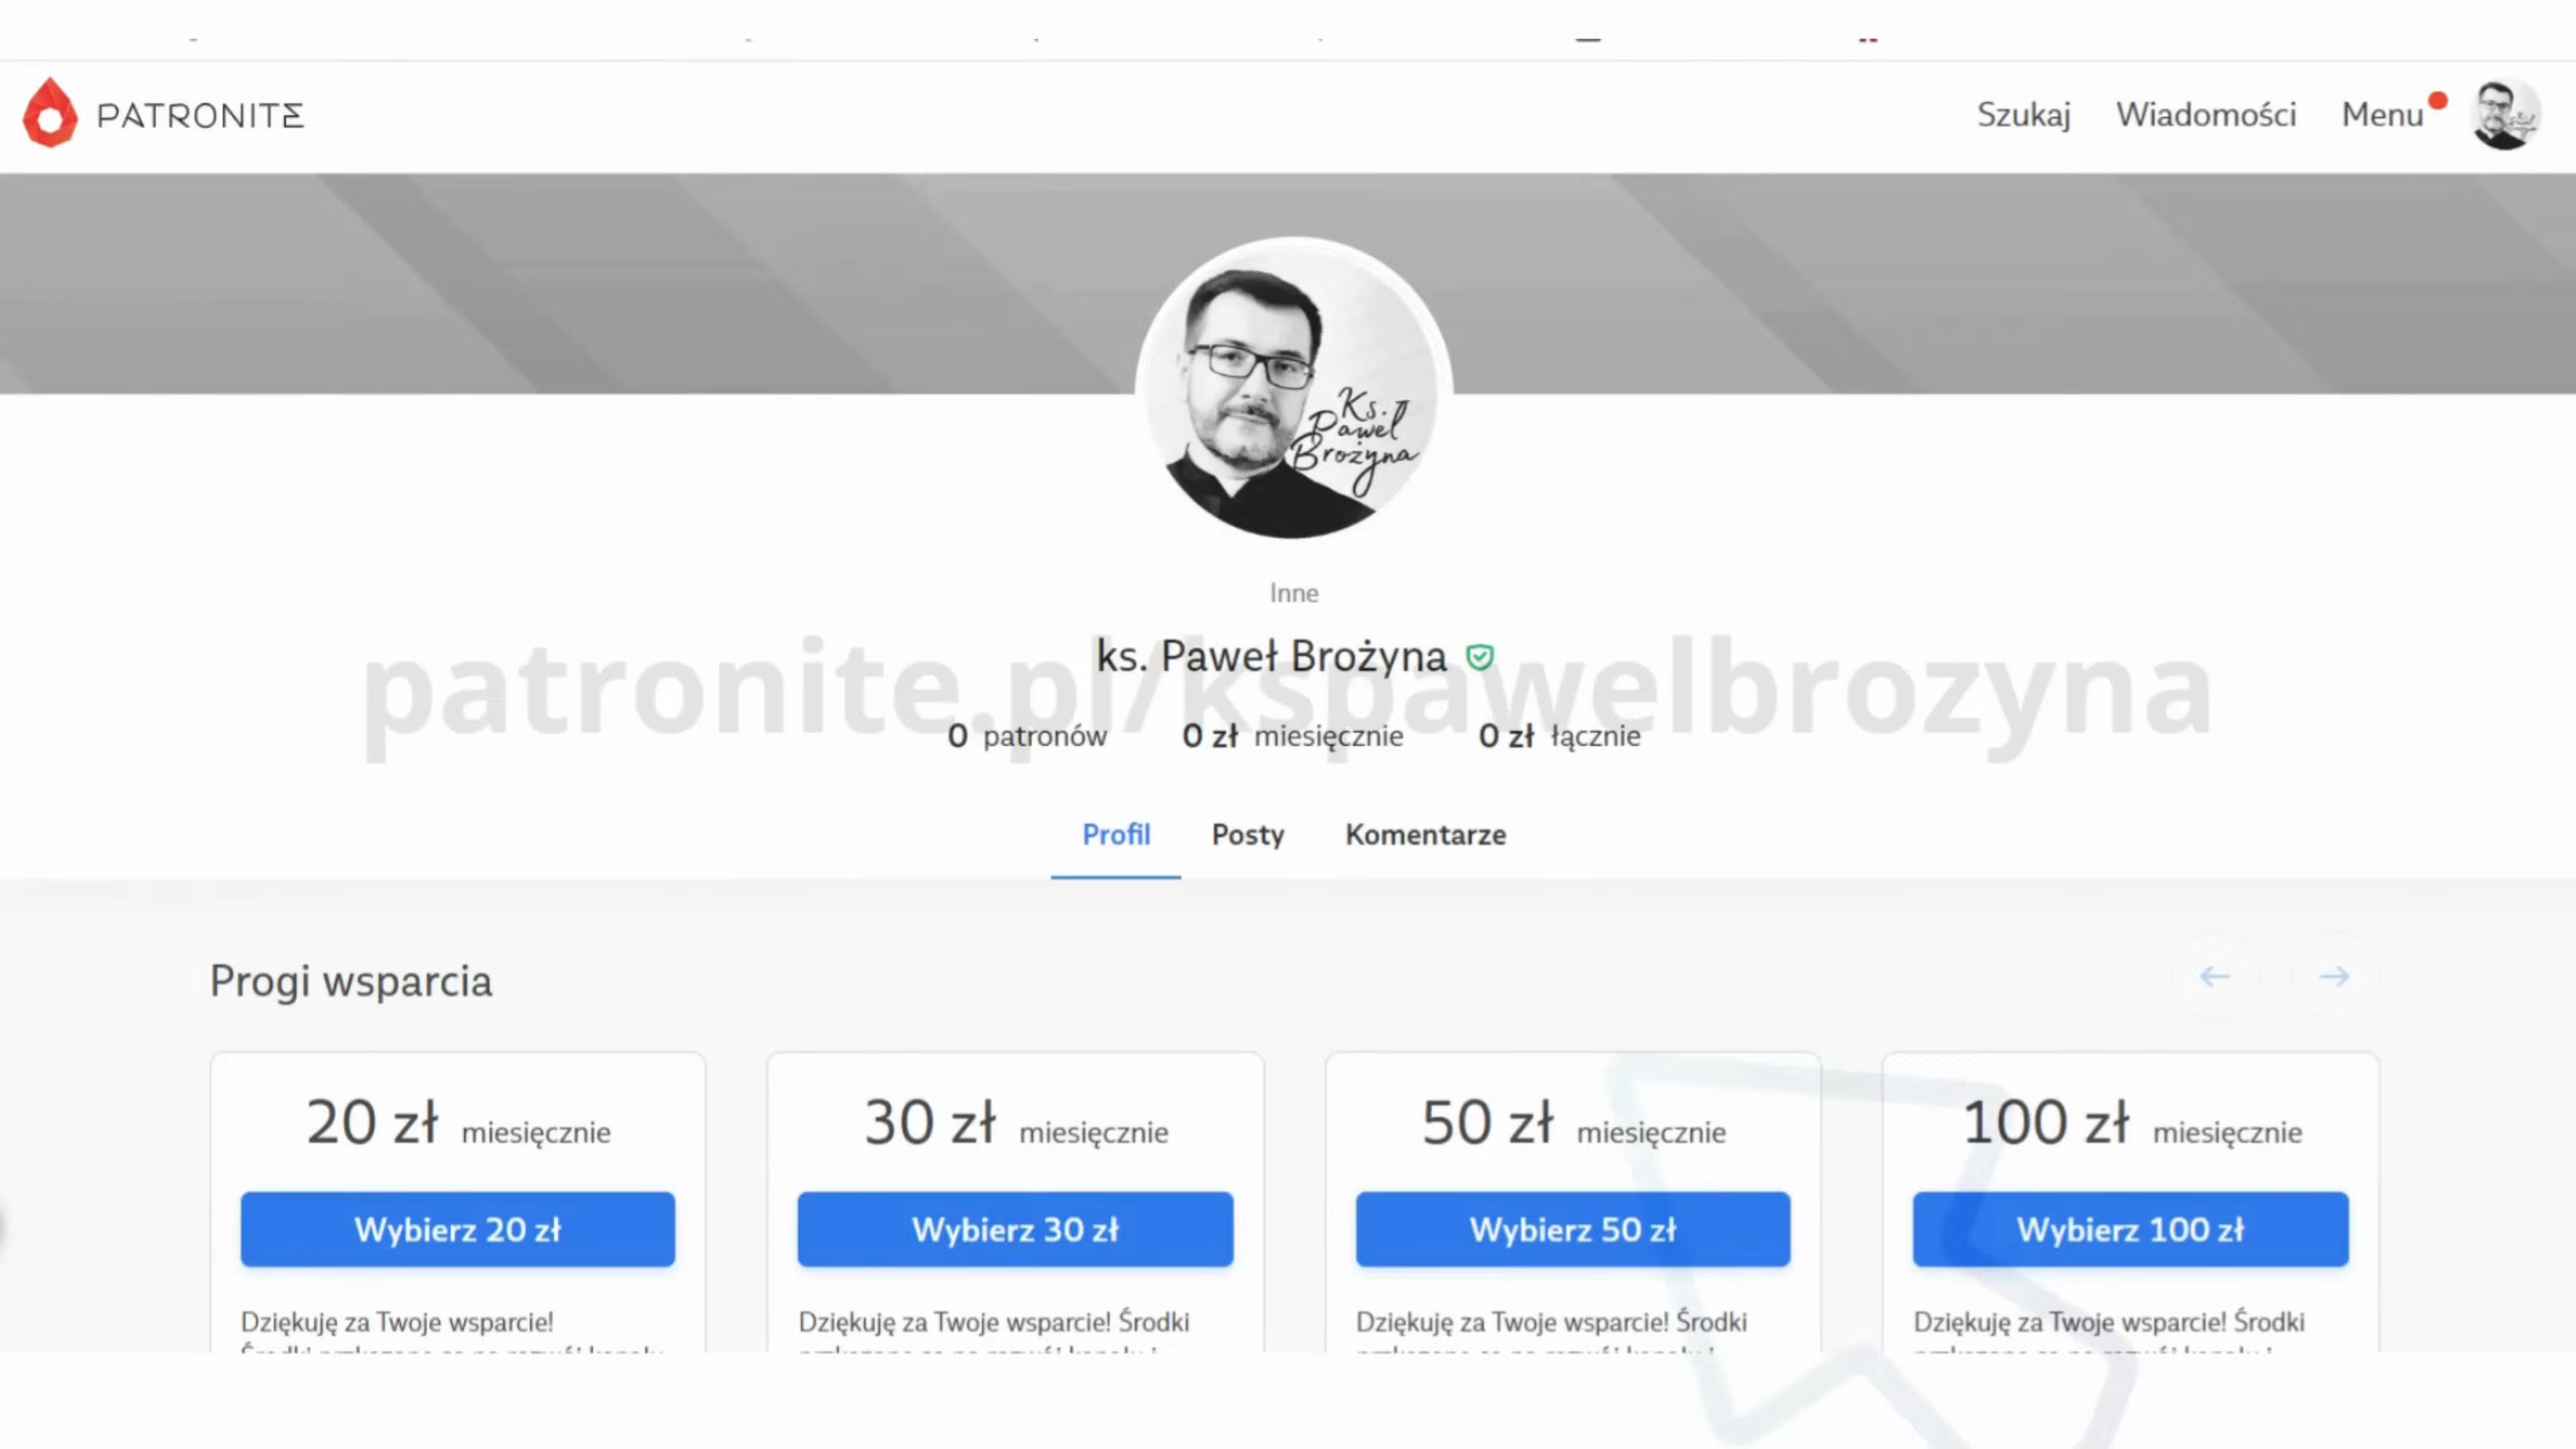 PATRONITE
Szukaj Wiadomości Menu
Ks.
Paweł
Brożyna
Inne
ks. Paweł Brożyna
patronite.pl/kspawelbrozyna
0 patronów 0 zł miesięcznie 0 zł łącznie
Profil Posty Komentarze
Progi wsparcia
20 zł miesięcznie
Wybierz 20 zł
Dziękuję za Twoje wsparcie!
30 zł miesięcznie
Wybierz 30 zł
Dziękuję za Twoje wsparcie! Środki
50 zł miesięcznie
Wybierz 50 zł
Dziękuję za Twoje wsparcie! Środki
100 zł miesięcznie
Wybierz 100 zł
Dziękuję za Twoje wsparcie! Środki